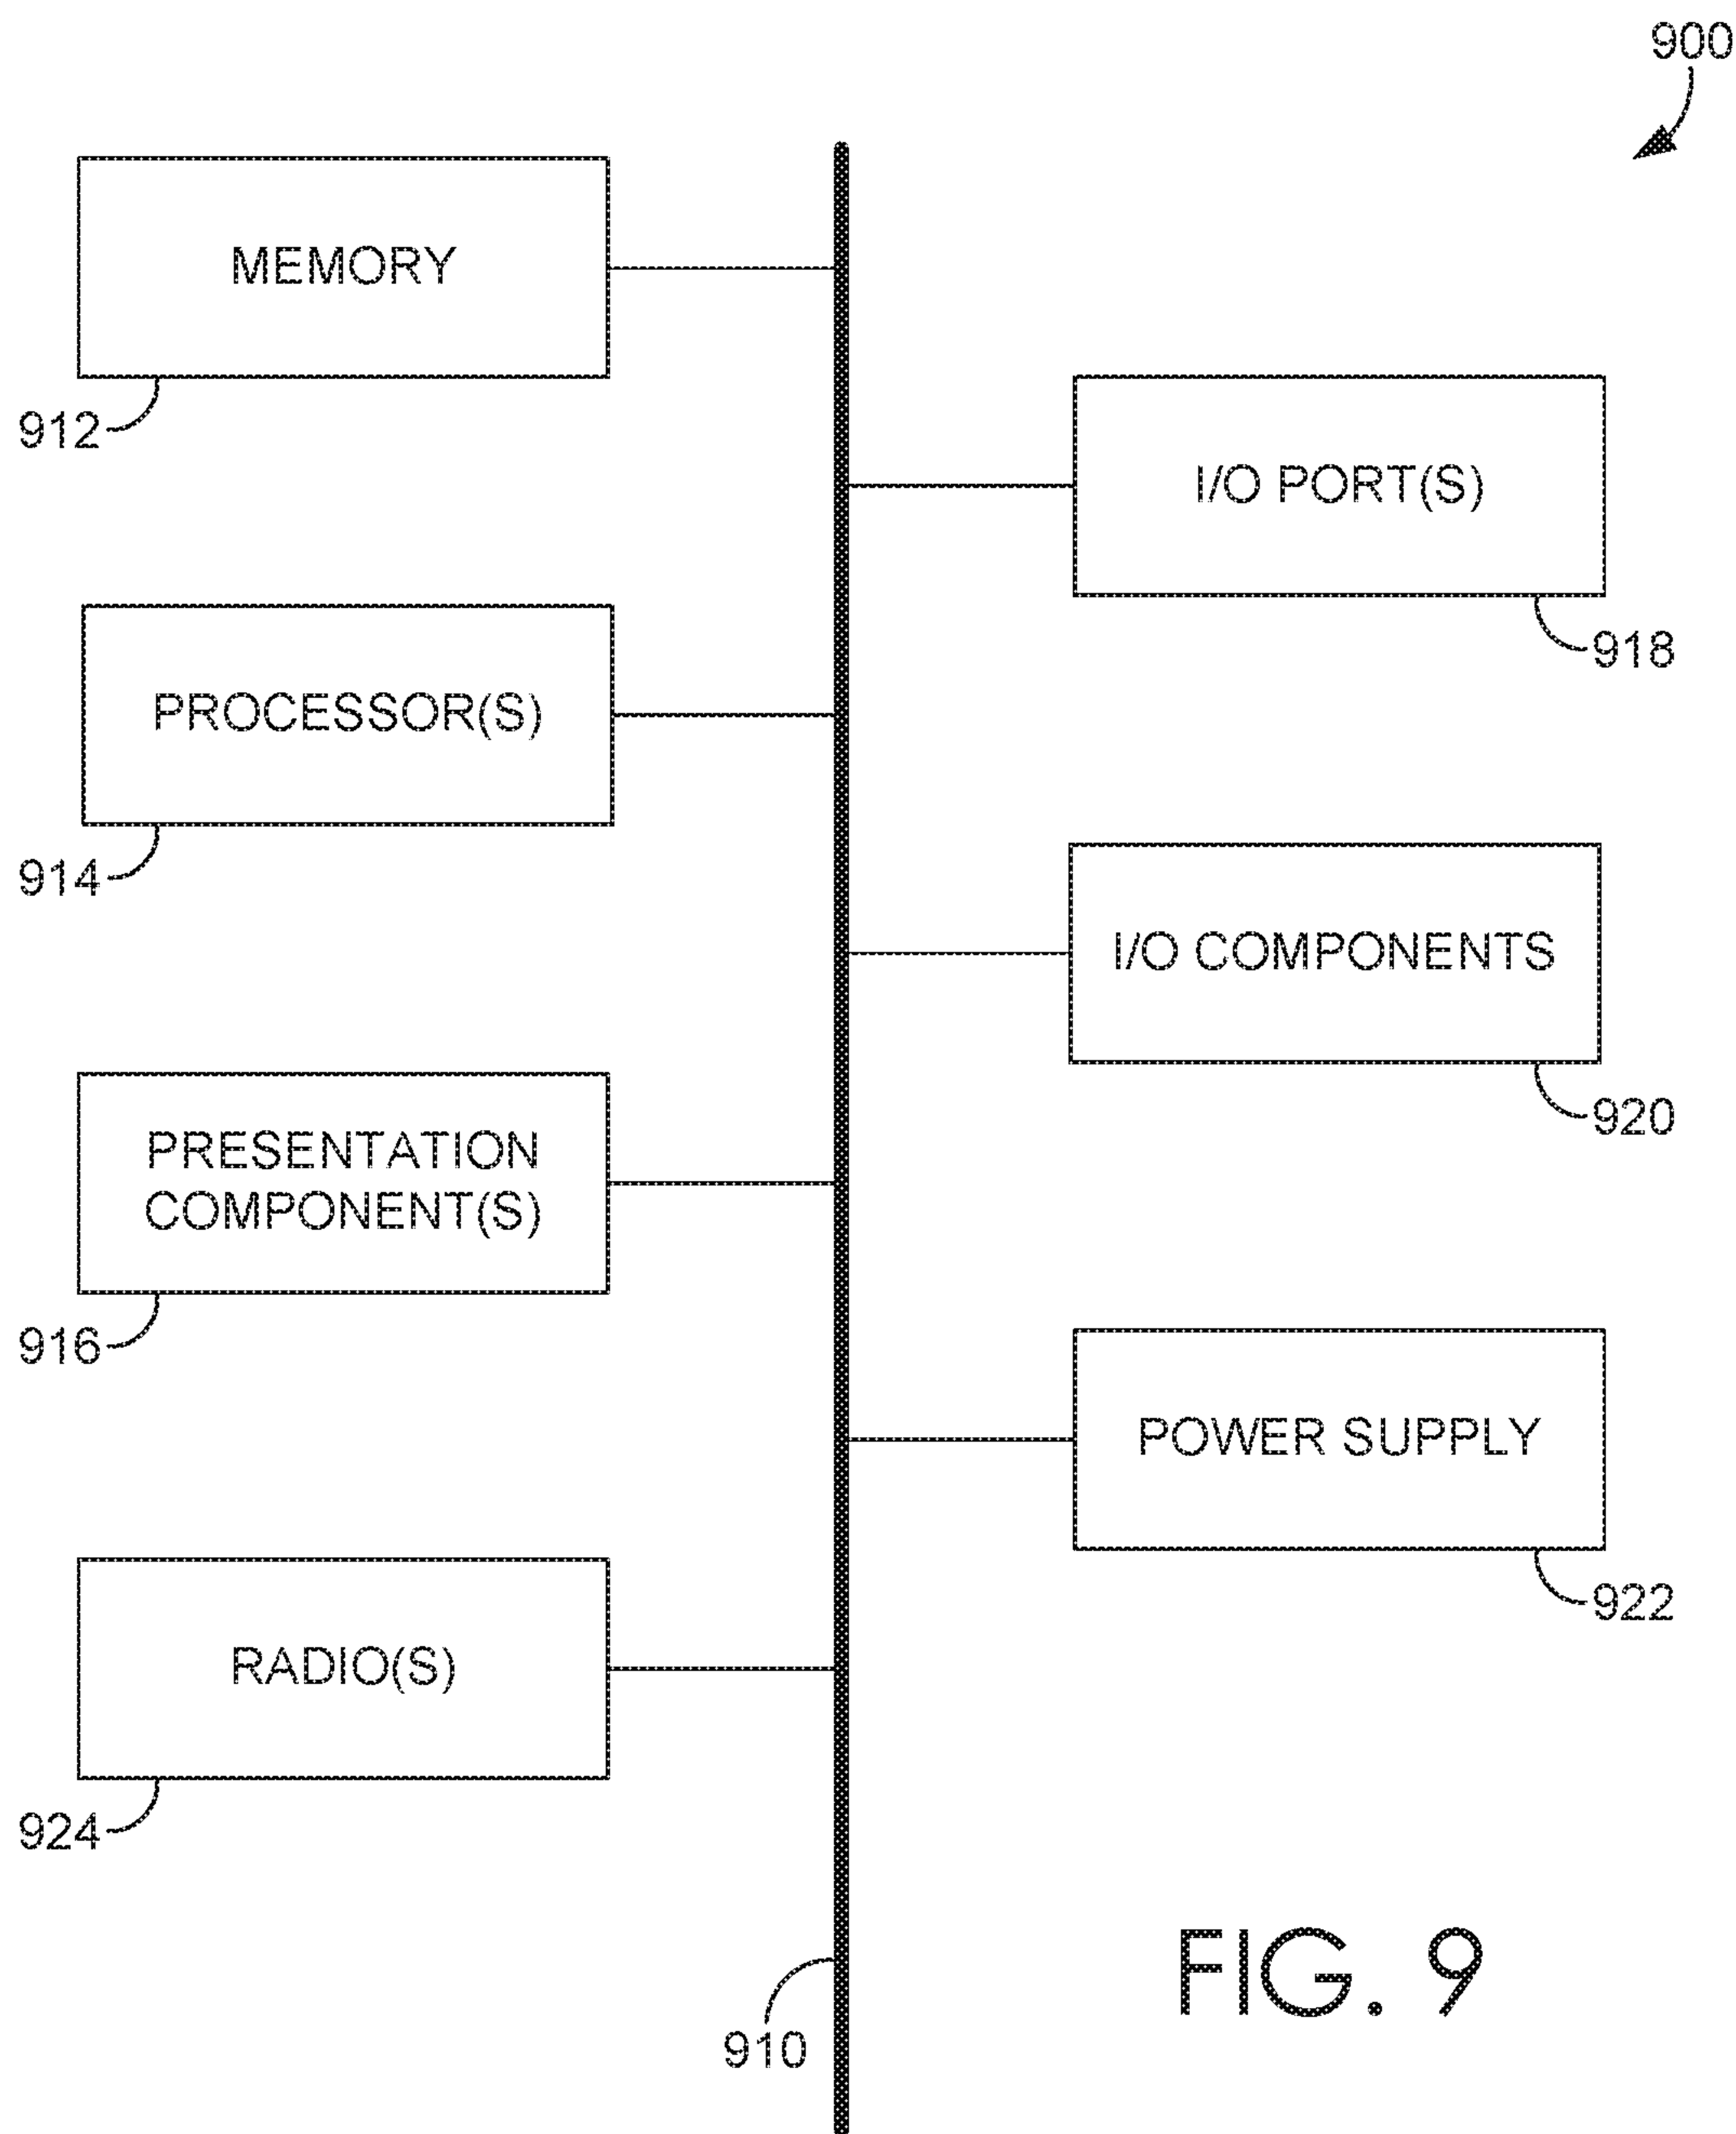 900
MEMORY
912
I/O PORT(S)
918
PROCESSOR(S)
914
I/O COMPONENTS
920
PRESENTATION
COMPONENT(S)
916
POWER SUPPLY
922
RADIO(S)
924
910
FIG. 9